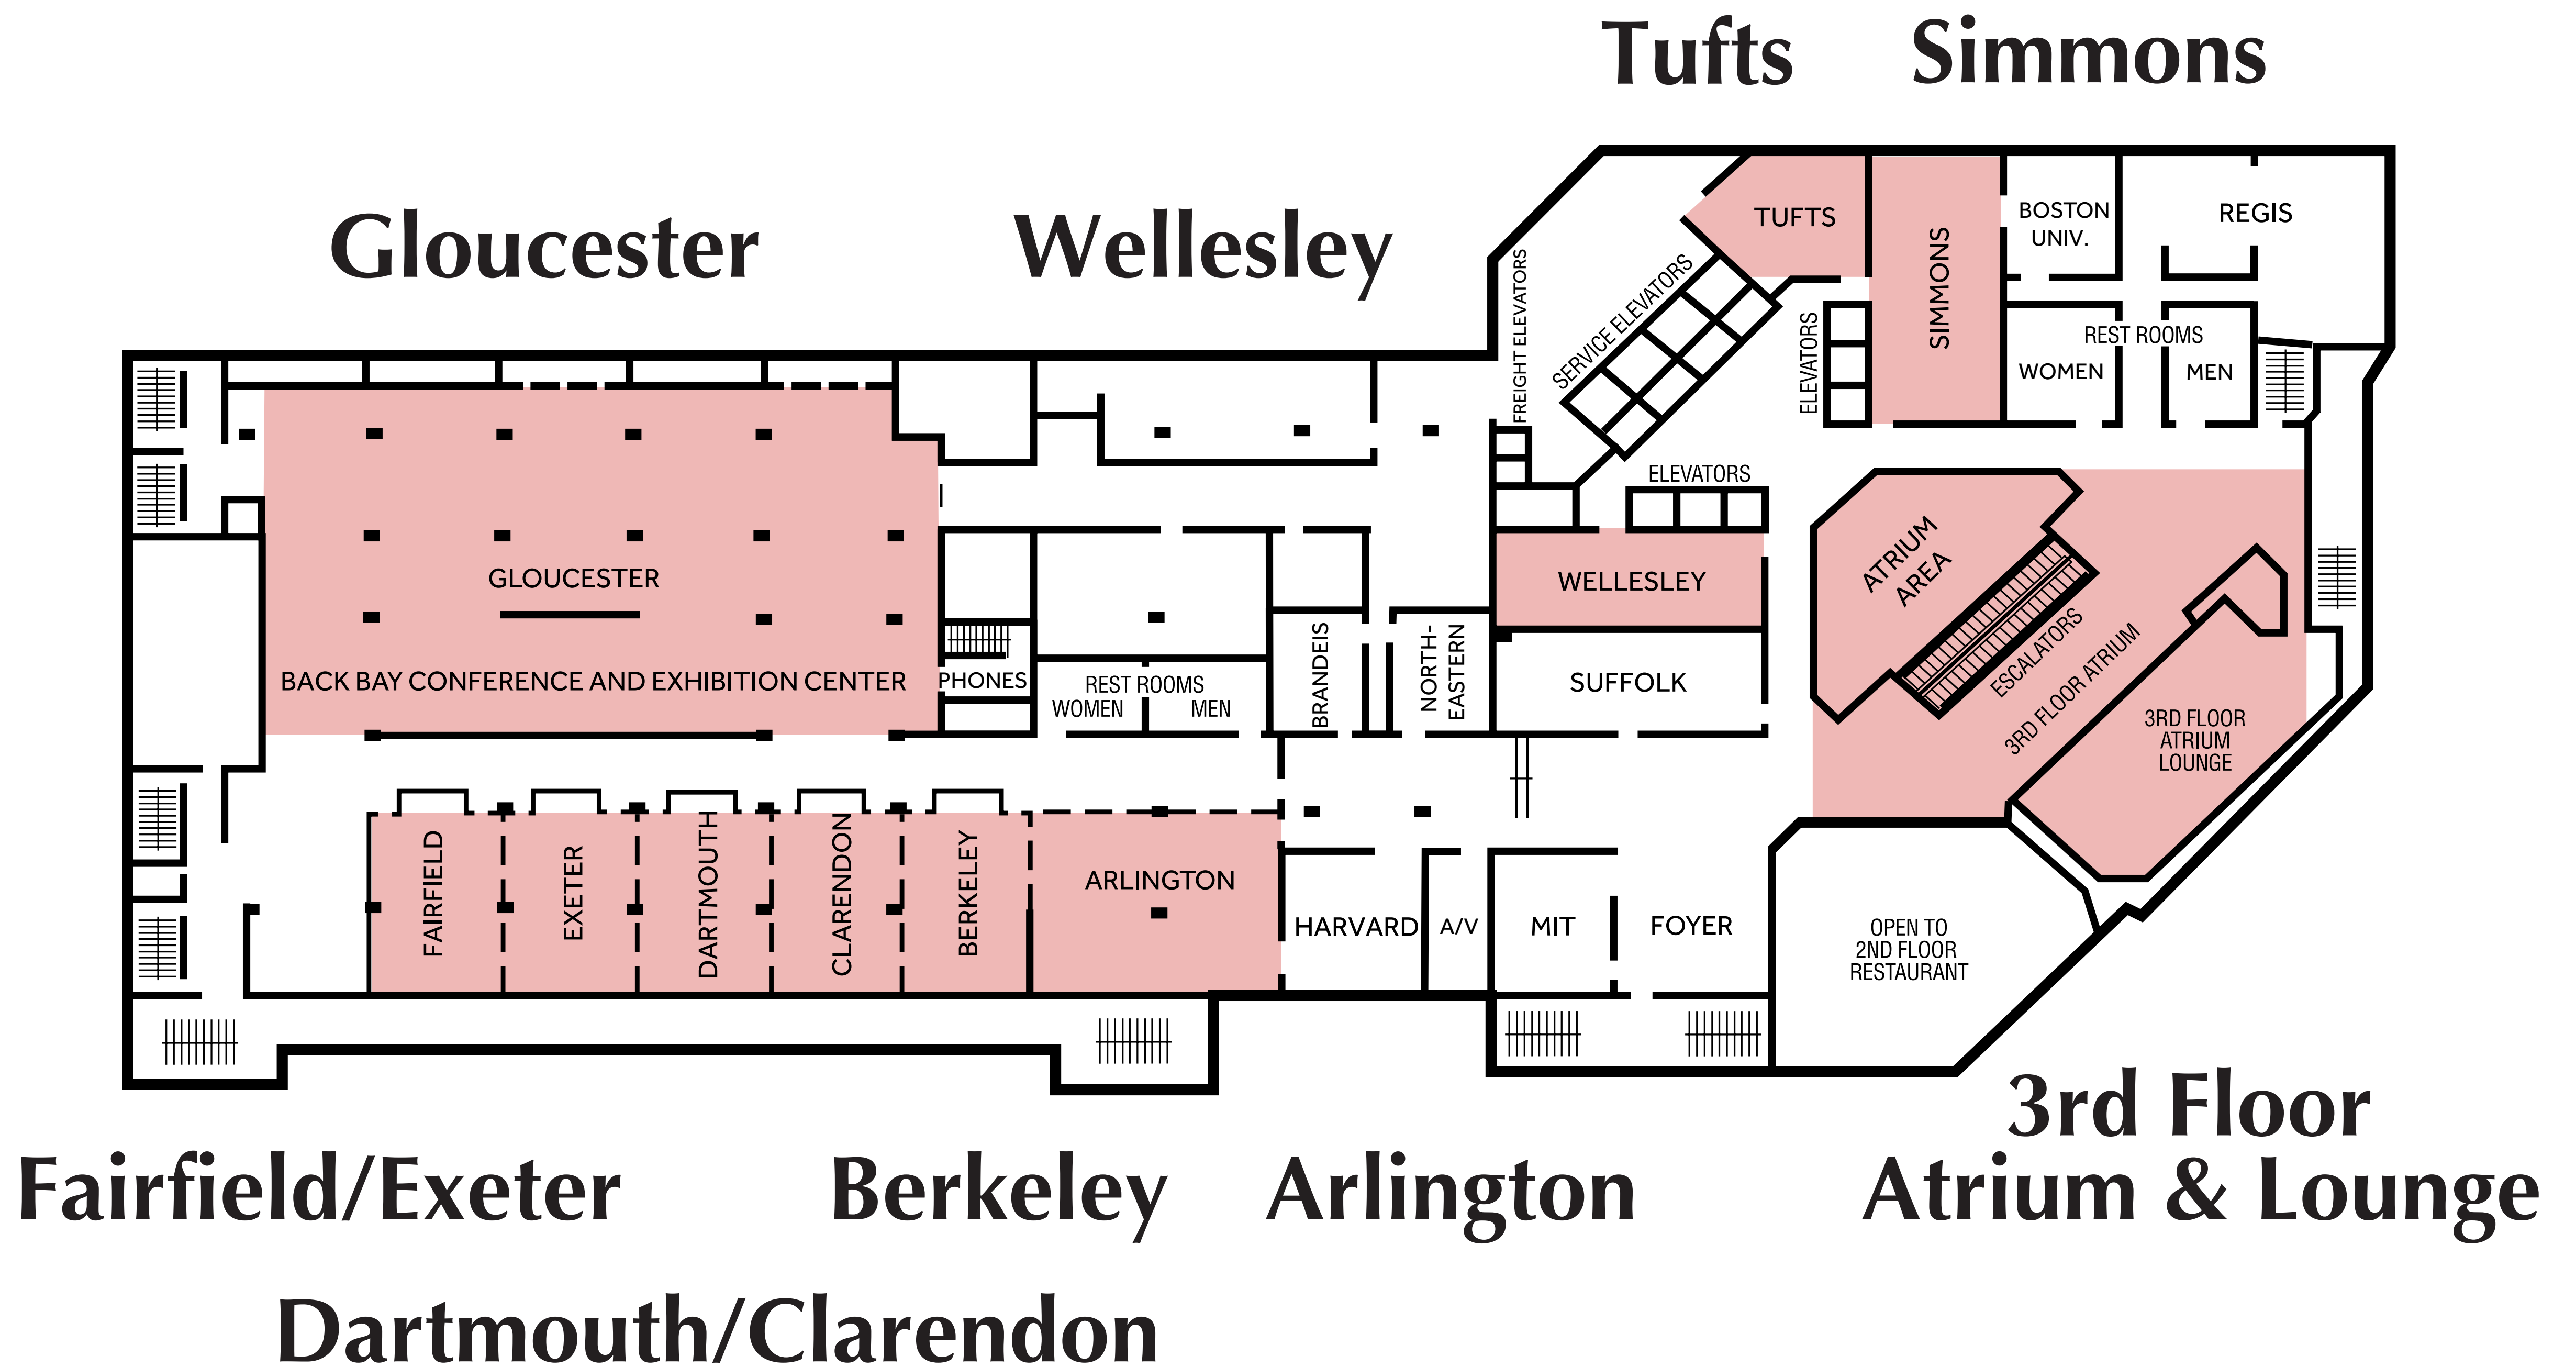 Tufts
Simmons
Gloucester
Wellesley
TUFTS
SIMMONS
BOSTON
UNIV.
REGIS
FREIGHT ELEVATORS
SERVICE ELEVATORS
ELEVATORS
REST ROOMS
WOMEN
MEN
ELEVATORS
GLOUCESTER
BACK BAY CONFERENCE AND EXHIBITION CENTER
PHONES
REST ROOMS
WOMEN
MEN
BRANDEIS
NORTH-
EASTERN
WELLESLEY
SUFFOLK
ATRIUM
AREA
ESCALATORS
3RD FLOOR ATRIUM
3RD FLOOR
ATRIUM
LOUNGE
FAIRFIELD
EXETER
DARTMOUTH
CLARENDON
BERKELEY
ARLINGTON
HARVARD
A/V
MIT
FOYER
OPEN TO
2ND FLOOR
RESTAURANT
Fairfield/Exeter
Berkeley
Arlington
3rd Floor
Atrium & Lounge
Dartmouth/Clarendon